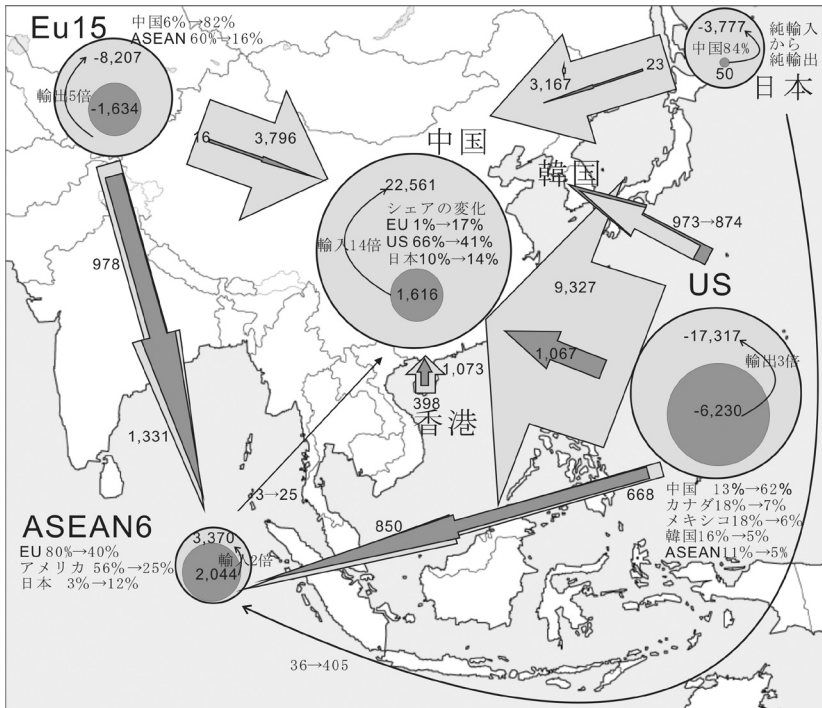 Eu15
中国6%→82%
ASEAN 60%→16%
-8,207
輸出5倍
-1,634
16
3,796
-3,777
中国84%
50
純輸入
から
純輸出
日本
3,167
23
中国
22,561
シェアの変化
EU 1%→17%
US 66%→41%
日本10%→14%
輸入14倍
1,616
韓国
973→874
US
978
9,327
1,067
-17,317
輸出3倍
-6,230
1,073
398
香港
1,331
3→25
668
中国 13%→62%
カナダ18%→7%
メキシコ18%→6%
韓国16%→5%
ASEAN11%→5%
850
ASEAN6
EU 80%→40%
アメリカ 56%→25%
日本 3%→12%
3,370
輸入2倍
2,044
36→405